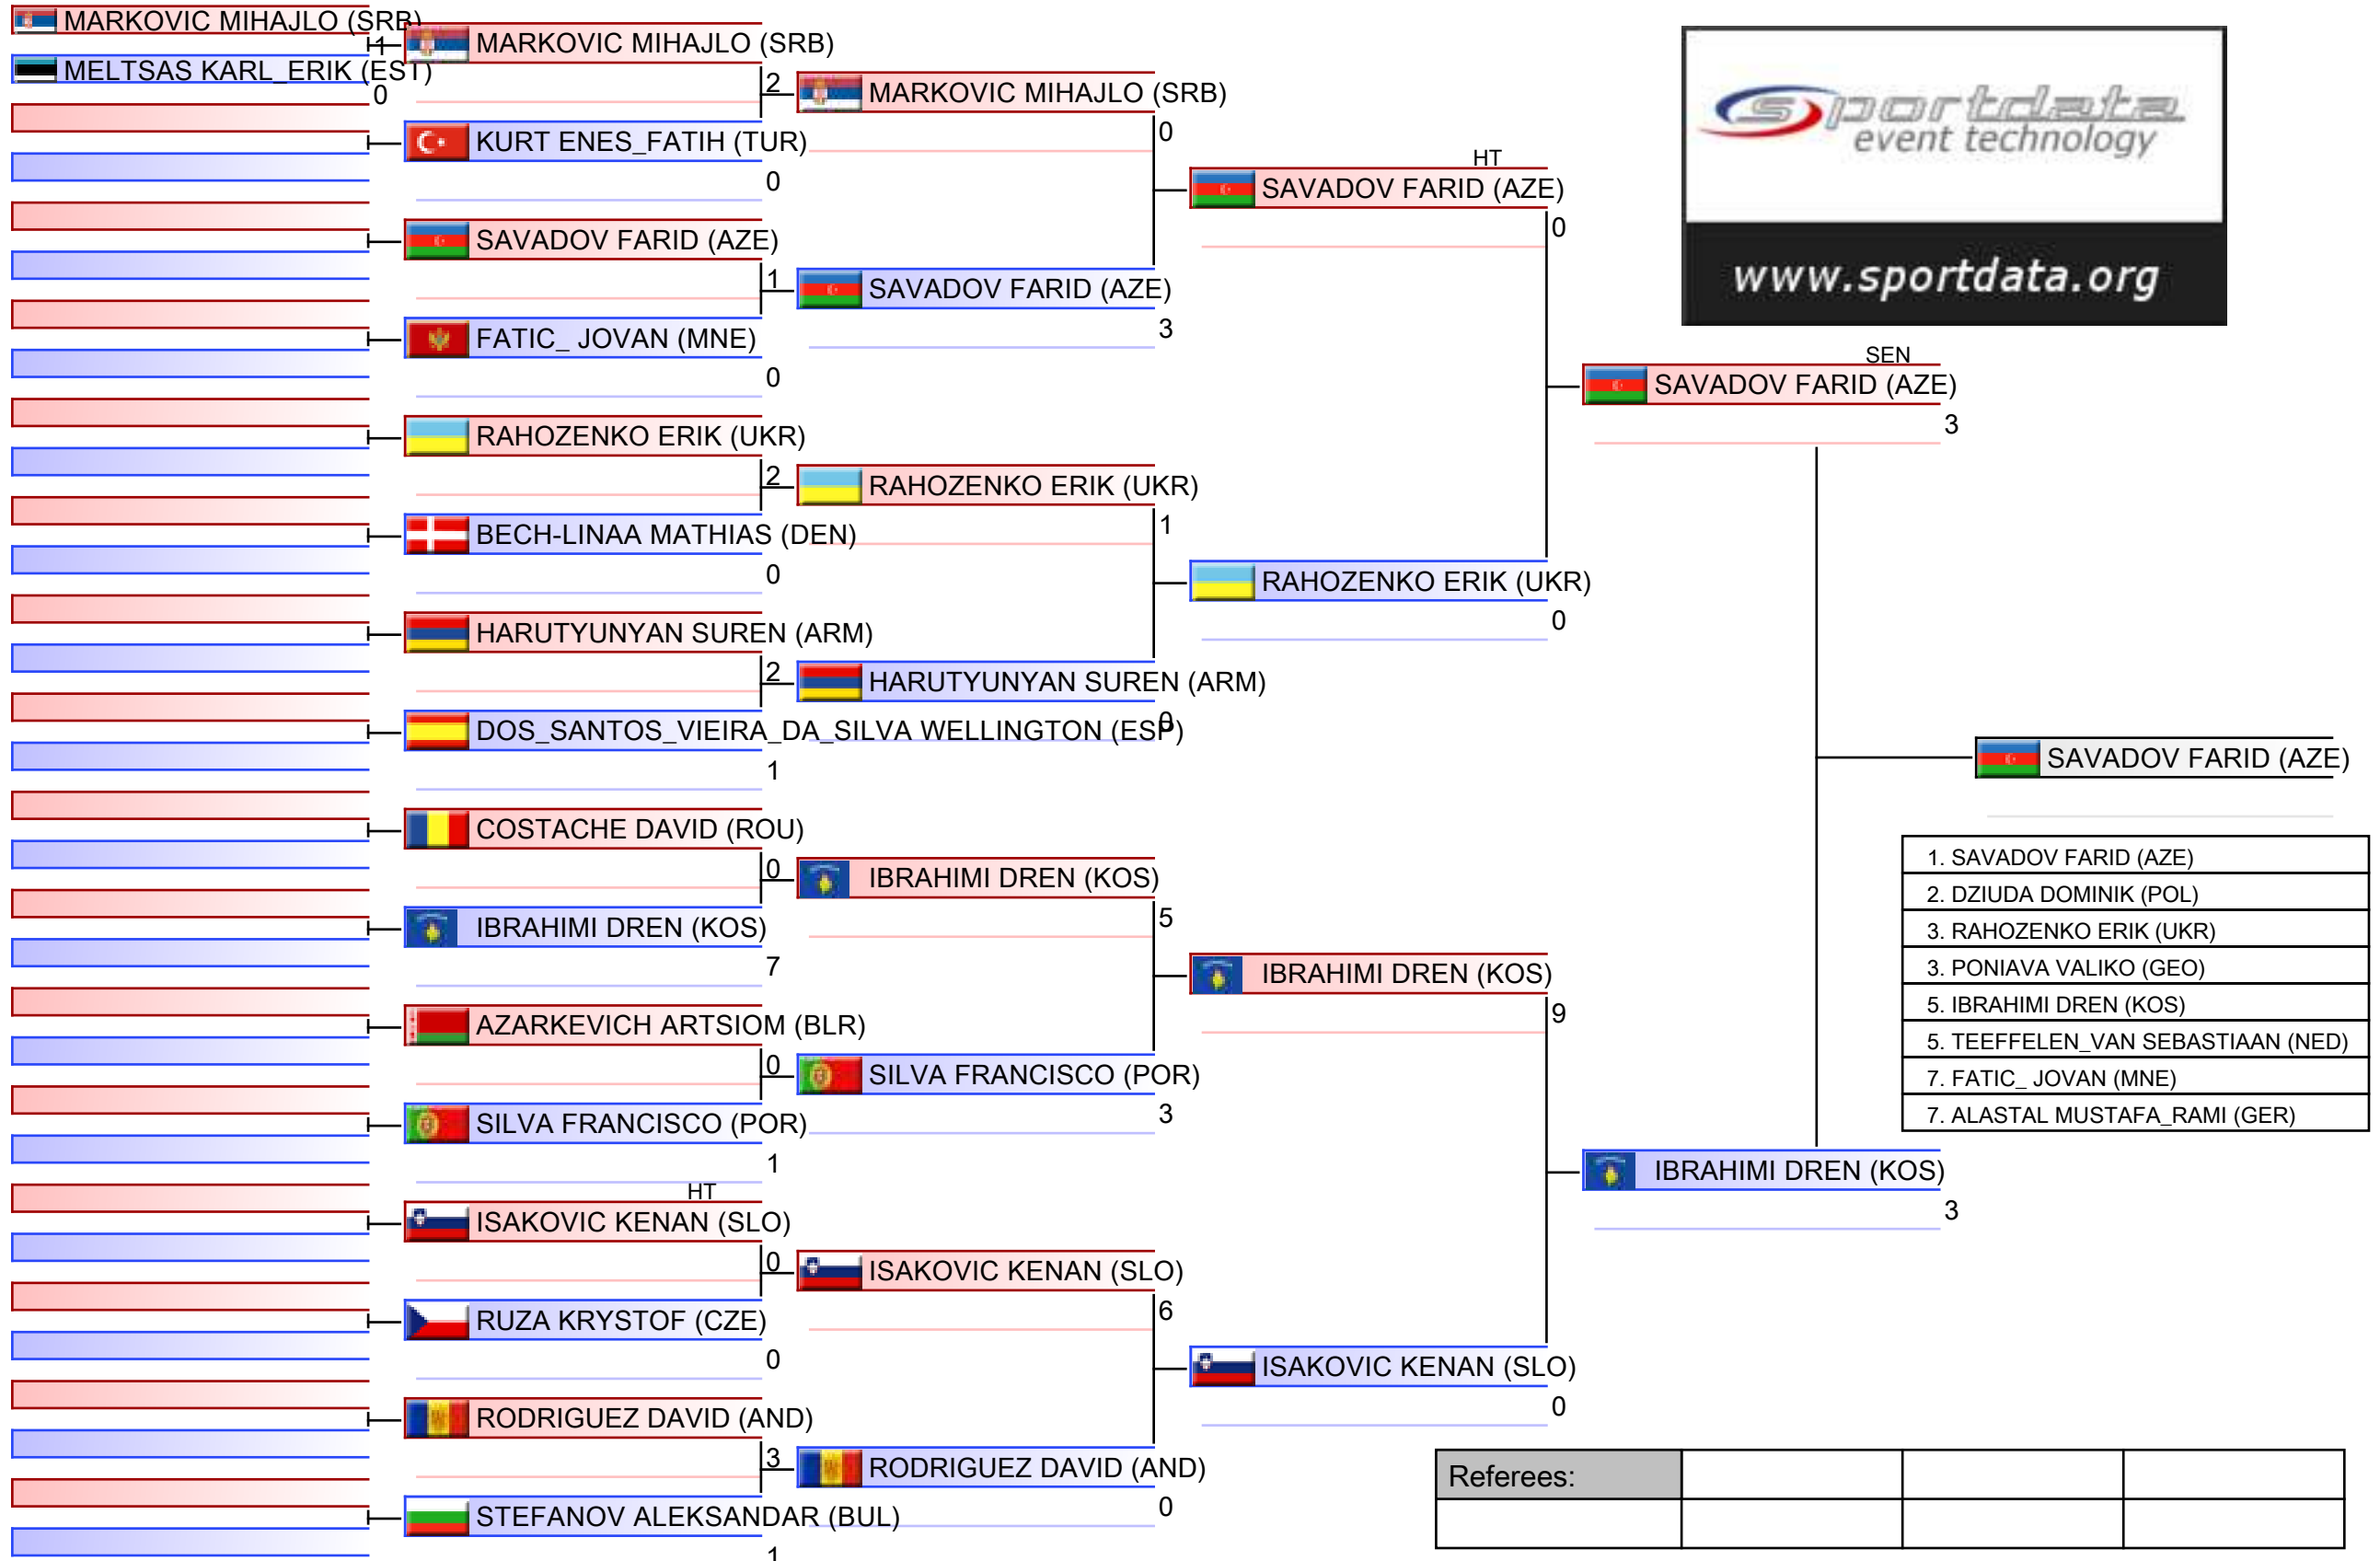 MARKOVIC MIHAJLO (SRB)
1
MELTSAS KARL_ERIK (EST)
0
MARKOVIC MIHAJLO (SRB)
2
KURT ENES_FATIH (TUR)
0
SAVADOV FARID (AZE)
1
FATIC_ JOVAN (MNE)
0
RAHOZENKO ERIK (UKR)
2
BECH-LINAA MATHIAS (DEN)
0
HARUTYUNYAN SUREN (ARM)
2
DOS_SANTOS_VIEIRA_DA_SILVA WELLINGTON (ESP)
1
COSTACHE DAVID (ROU)
0
IBRAHIMI DREN (KOS)
7
AZARKEVICH ARTSIOM (BLR)
0
SILVA FRANCISCO (POR)
1
HT
ISAKOVIC KENAN (SLO)
0
RUZA KRYSTOF (CZE)
0
RODRIGUEZ DAVID (AND)
3
STEFANOV ALEKSANDAR (BUL)
1
MARKOVIC MIHAJLO (SRB)
0
SAVADOV FARID (AZE)
3
RAHOZENKO ERIK (UKR)
1
HARUTYUNYAN SUREN (ARM)
0
IBRAHIMI DREN (KOS)
5
SILVA FRANCISCO (POR)
3
ISAKOVIC KENAN (SLO)
6
RODRIGUEZ DAVID (AND)
0
HT
SAVADOV FARID (AZE)
0
RAHOZENKO ERIK (UKR)
0
IBRAHIMI DREN (KOS)
9
ISAKOVIC KENAN (SLO)
0
sportdata
event technology
www.sportdata.org
SEN
SAVADOV FARID (AZE)
3
IBRAHIMI DREN (KOS)
3
SAVADOV FARID (AZE)
1. SAVADOV FARID (AZE)
2. DZIUDA DOMINIK (POL)
3. RAHOZENKO ERIK (UKR)
3. PONIAVA VALIKO (GEO)
5. IBRAHIMI DREN (KOS)
5. TEEFFELEN_VAN SEBASTIAAN (NED)
7. FATIC_ JOVAN (MNE)
7. ALASTAL MUSTAFA_RAMI (GER)
Referees: